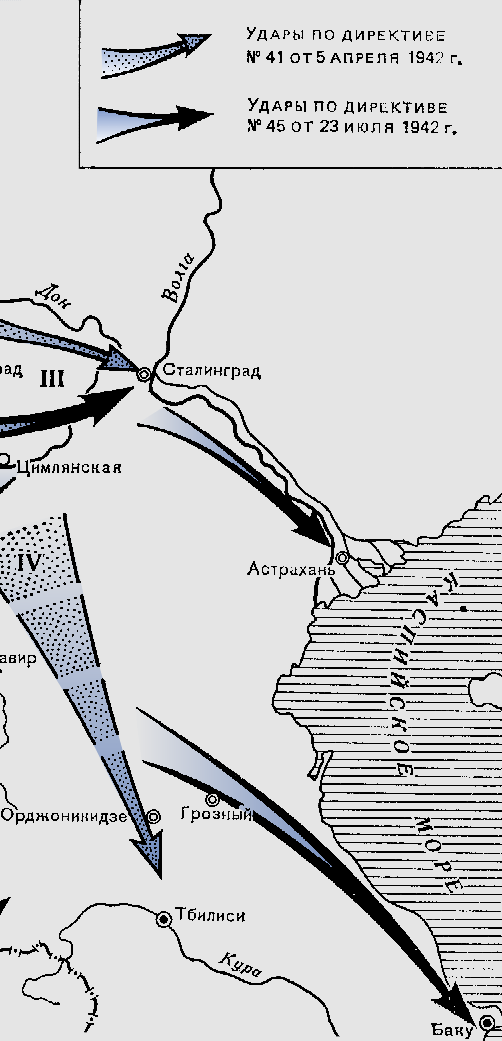 Удары по директиве
№ 41 от 5 апреля 1942 г.
Удары по директиве
№ 45 от 23 июля 1942 г.
Дон
Волга
Сталинград
III
Цимлянская
IV
Астрахань
КАСПИЙСКОЕ
МОРЕ
Орджоникидзе
Грозный
Тбилиси
Кура
Баку